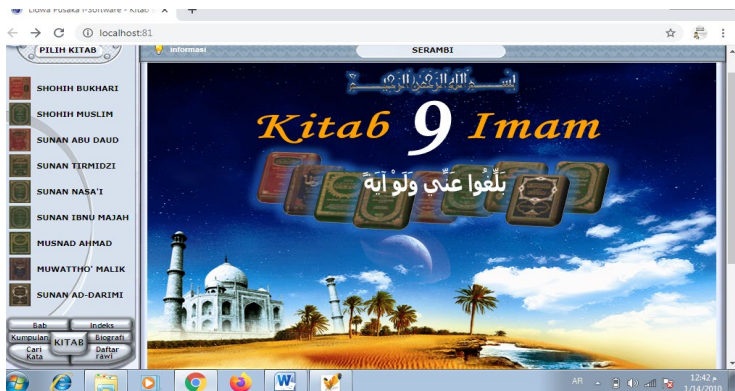 Lidwa Pusaka i-Software - Kitab
localhost:81
PILIH KITAB
informasi
SERAMBI
SHOHIH BUKHARI
SHOHIH MUSLIM
SUNAN ABU DAUD
SUNAN TIRMIDZI
SUNAN NASA'I
SUNAN IBNU MAJAH
MUSNAD AHMAD
MUWATTHO' MALIK
SUNAN AD-DARIMI
بسم الله الرحمن الرحيم
Kitab 9 Imam
بَلِّغُوا عَنِّي وَلَوْ آيَةً
Bab
Indeks
Kumpulan
KITAB
Biografi
Cari Kata
Daftar rawi
AR
12:42 م
1/14/2010